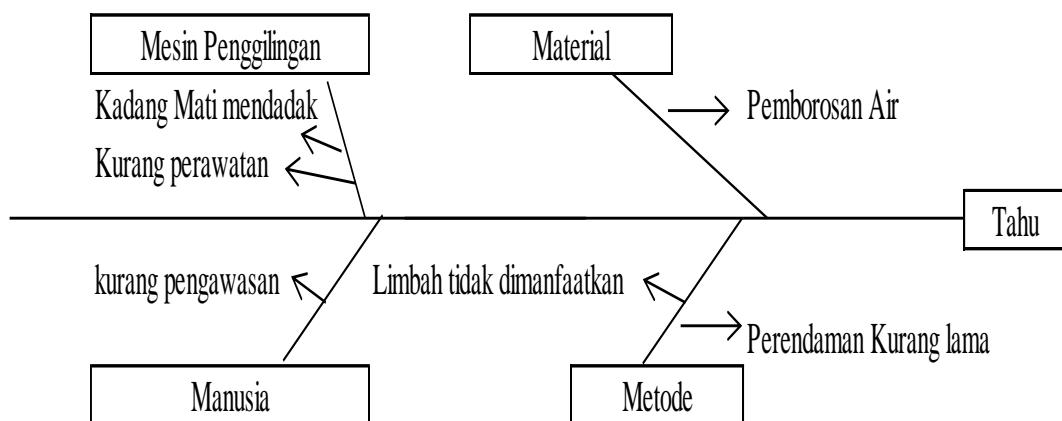 Mesin Penggilingan
Material
Kadang Mati mendadak
Pemborosan Air
Kurang perawatan
Tahu
kurang pengawasan
Limbah tidak dimanfaatkan
Perendaman Kurang lama
Manusia
Metode